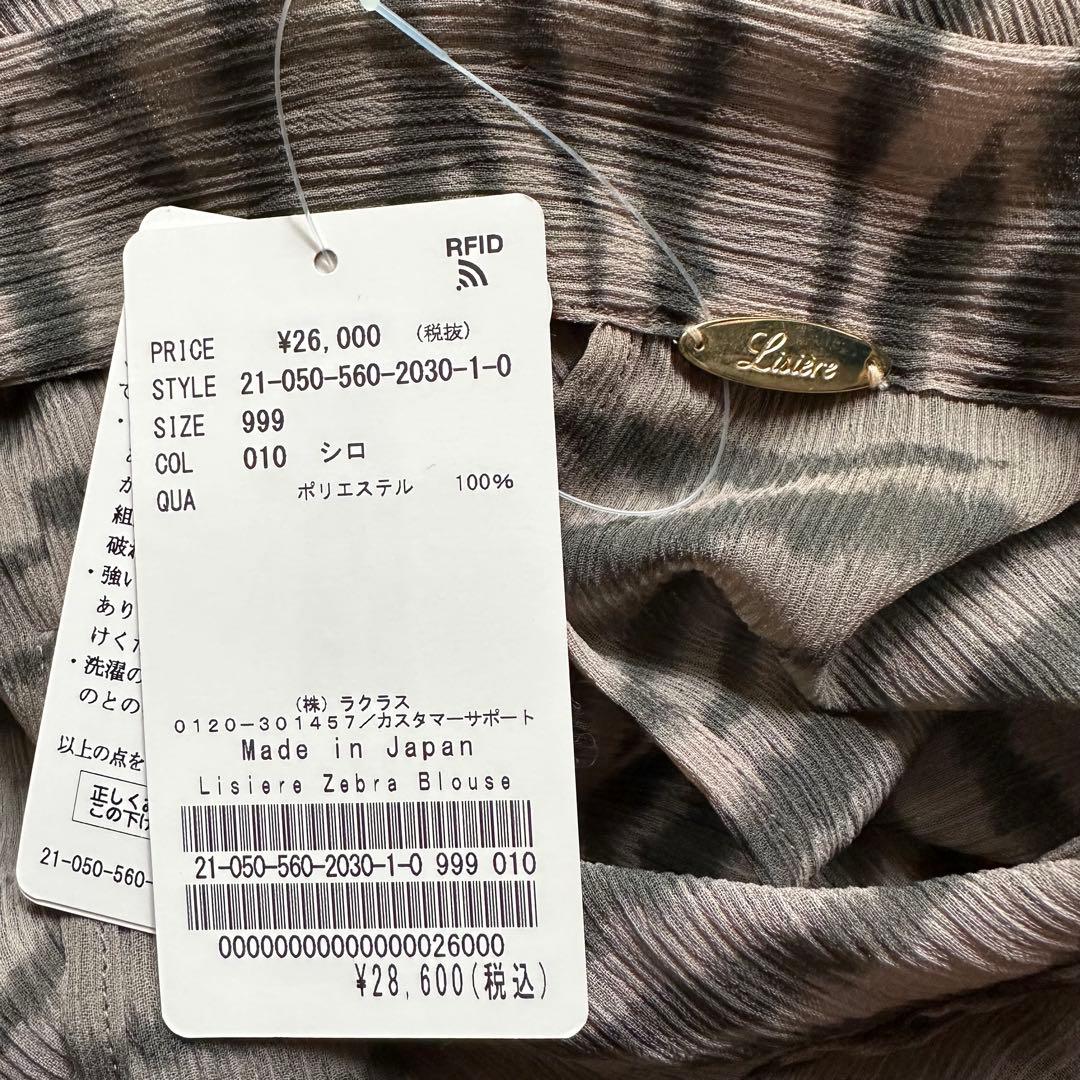 RFID
PRICE ¥26,000 (税抜)
STYLE 21-050-560-2030-1-0
SIZE 999
COL 010 シロ
QUA ポリエステル 100%
(株) ラクラス
0120-301457/カスタマーサポート
Made in Japan
Lisiere Zebra Blouse
21-050-560-2030-1-0 999 010
00000000000000026000
¥28,600(税込)
Lisière
て
・
か
組
破
・強い
あり
けく
・洗濯の
のとの
以上の点を
正しく
この下
21-050-560-